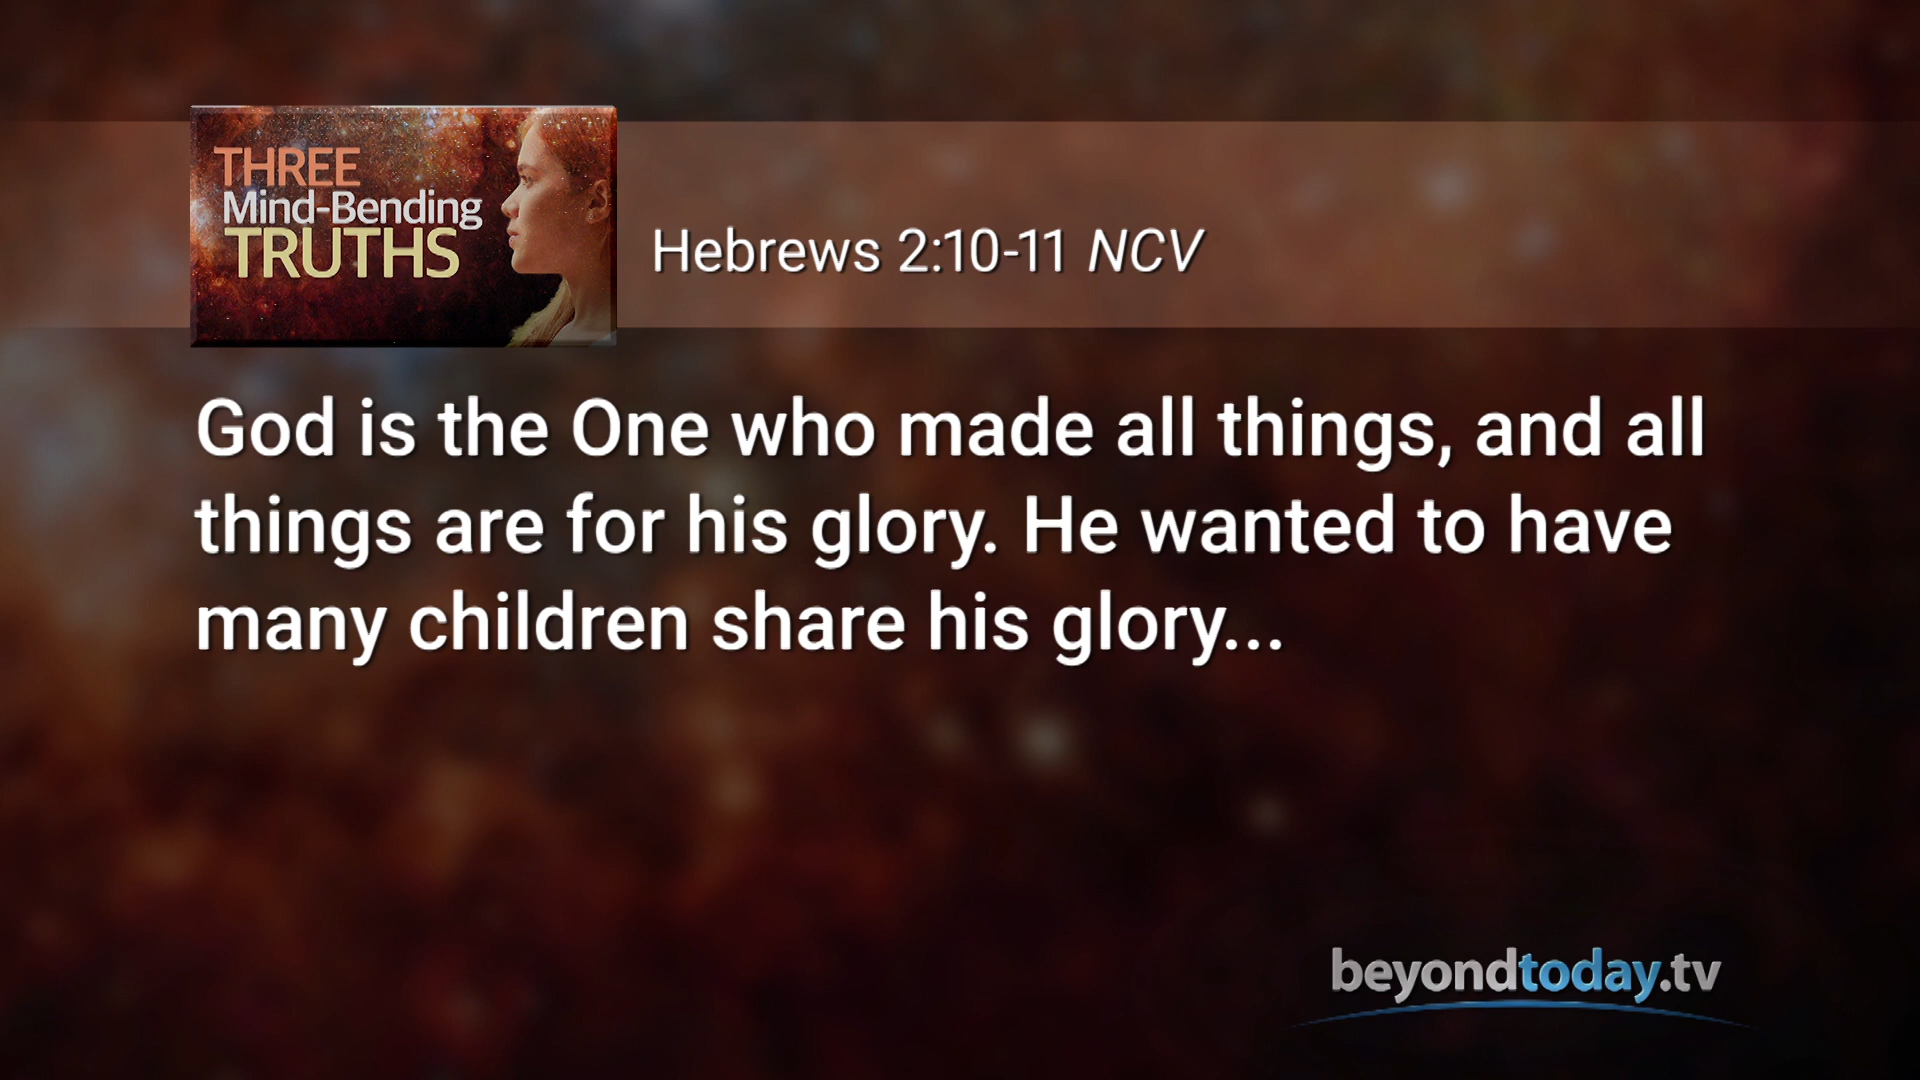 THREE
Mind-Bending
TRUTHS
Hebrews 2:10-11 NCV
God is the One who made all things, and all
things are for his glory. He wanted to have
many children share his glory...
beyondtoday.tv